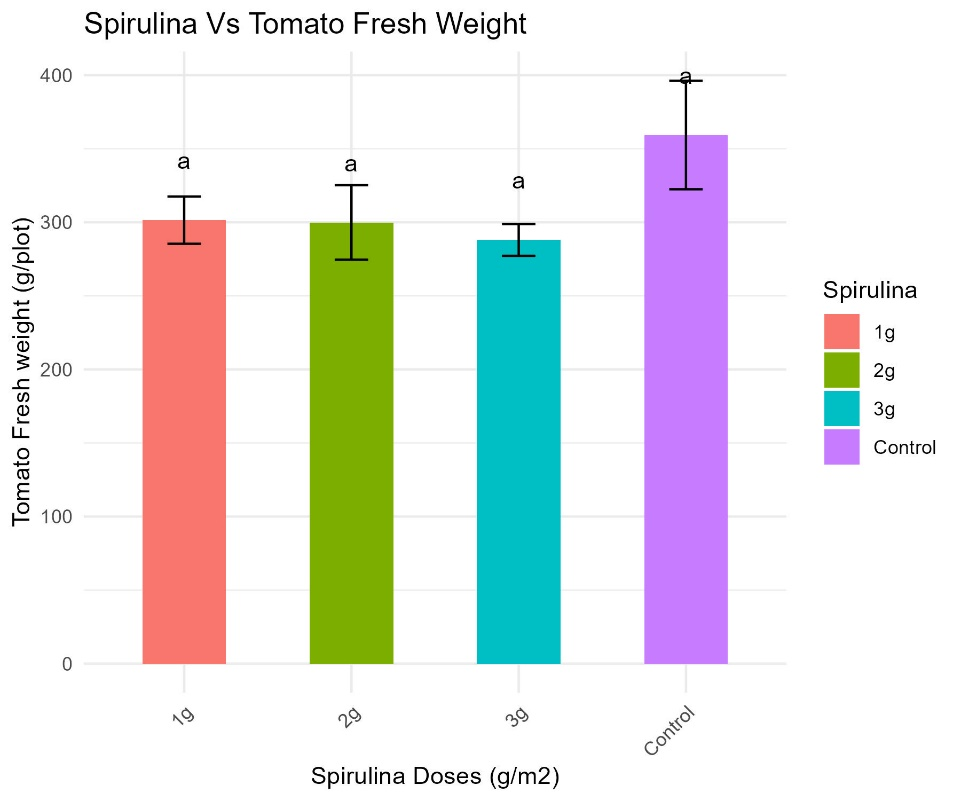 Spirulina Vs Tomato Fresh Weight
Tomato Fresh weight (g/plot)
400
300
200
100
0
a
a
a
a
1g
2g
3g
Control
Spirulina Doses (g/m2)
Spirulina
1g
2g
3g
Control